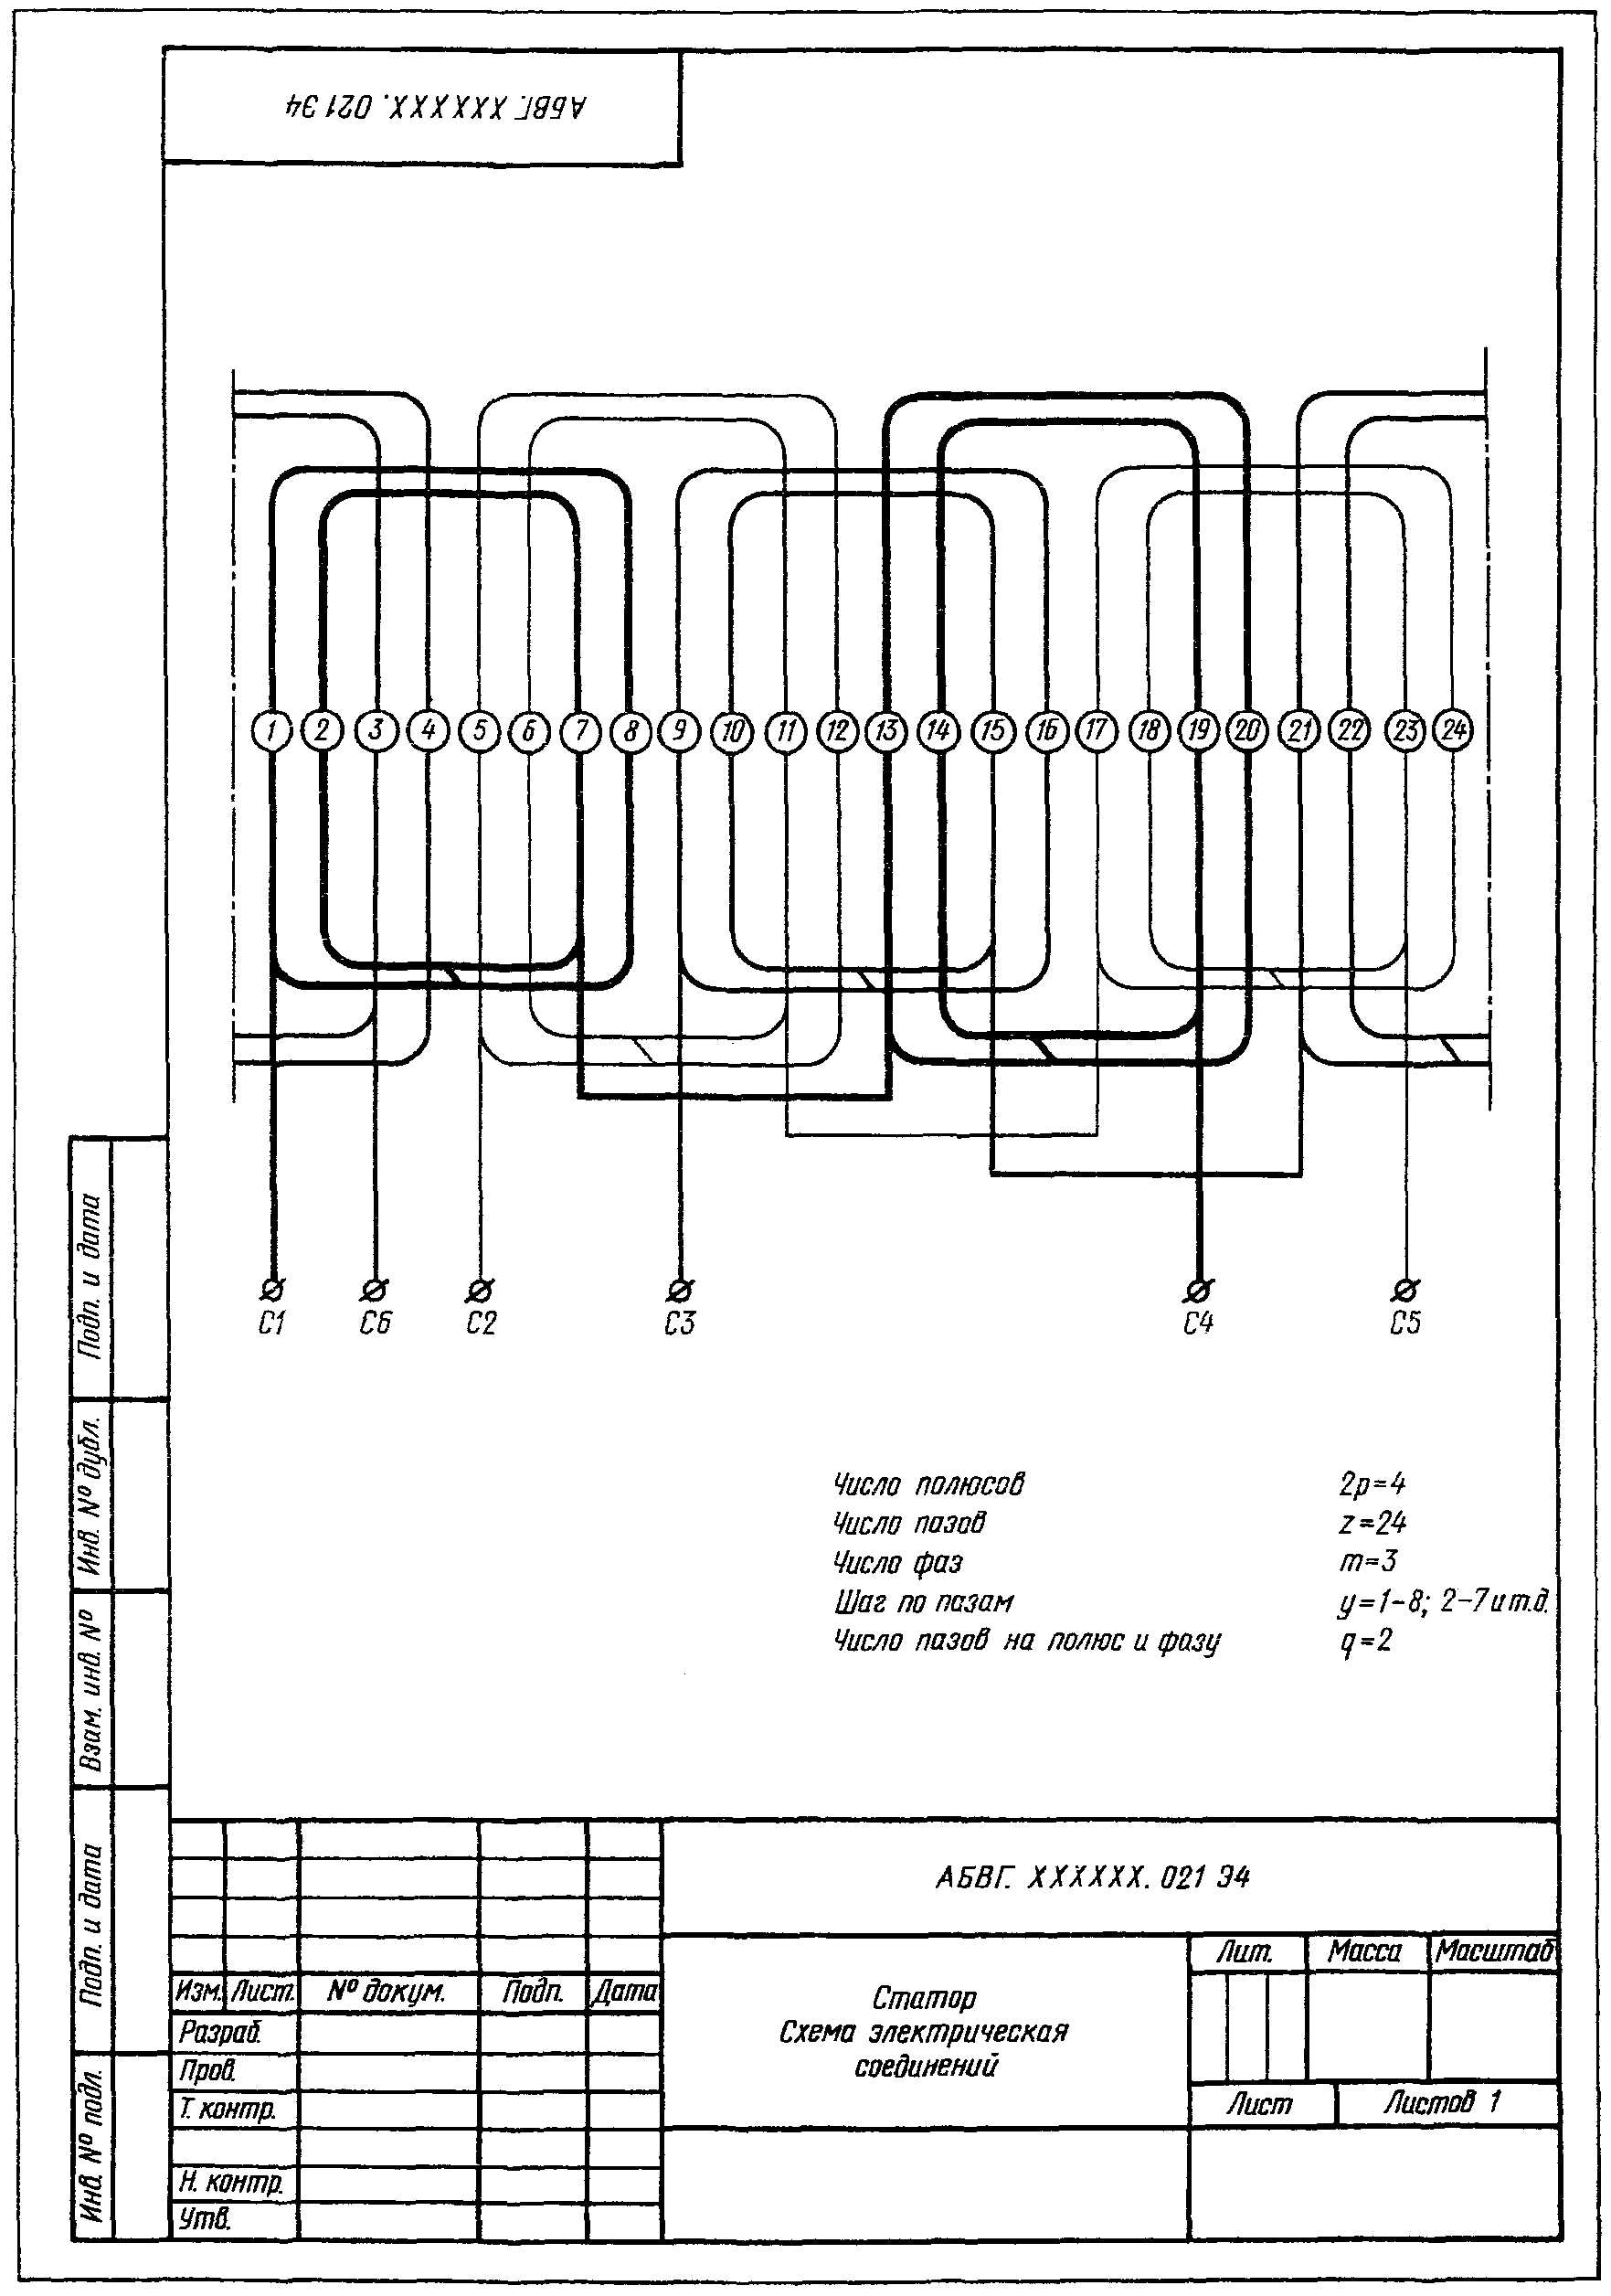 АБВГ. XXXXXX. 021 Э4
1 2 3 4 5 6 7 8 9 10 11 12 13 14 15 16 17 18 19 20 21 22 23 24
С1 С6 С2 С3 С4 С5
Число полюсов 2p=4
Число пазов z=24
Число фаз m=3
Шаг по пазам y=1-8; 2-7 и т.д.
Число пазов на полюс и фазу q=2
Подп. и дата
Инв. № дубл.
Взам. инв. №
Подп. и дата
Инв. № подл.
АБВГ. XXXXXX. 021 Э4
Изм. Лист. № докум. Подп. Дата
Разраб.
Пров.
Т. контр.
Н. контр.
Утв.
Статор
Схема электрическая
соединений
Лит. Масса Масштаб
Лист Листов 1